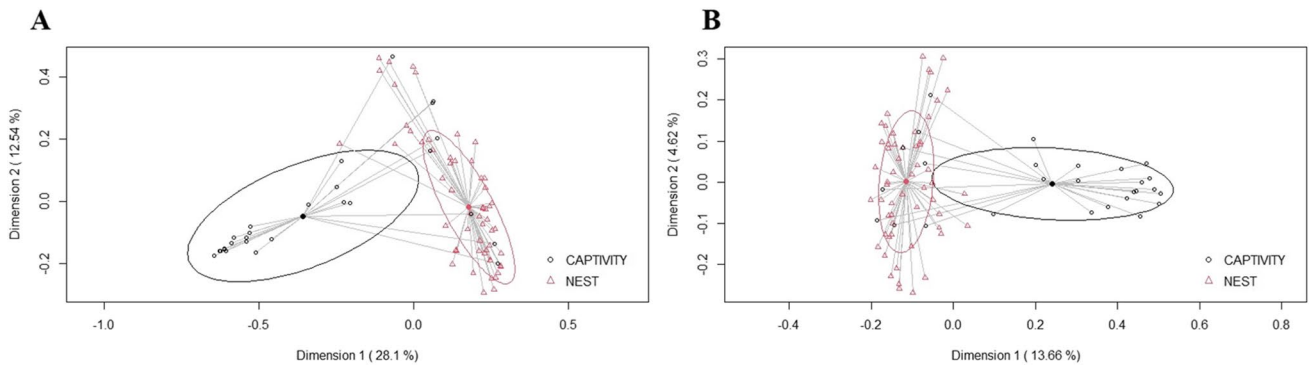 A
B
0.4
0.2
0.0
-0.2
Dimension 2 ( 12.54 %)
CAPTIVITY
NEST
-1.0 -0.5 0.0 0.5
Dimension 1 ( 28.1 %)
0.3
0.2
0.1
0.0
-0.1
-0.2
Dimension 2 ( 4.62 %)
CAPTIVITY
NEST
-0.4 -0.2 0.0 0.2 0.4 0.6 0.8
Dimension 1 ( 13.66 %)